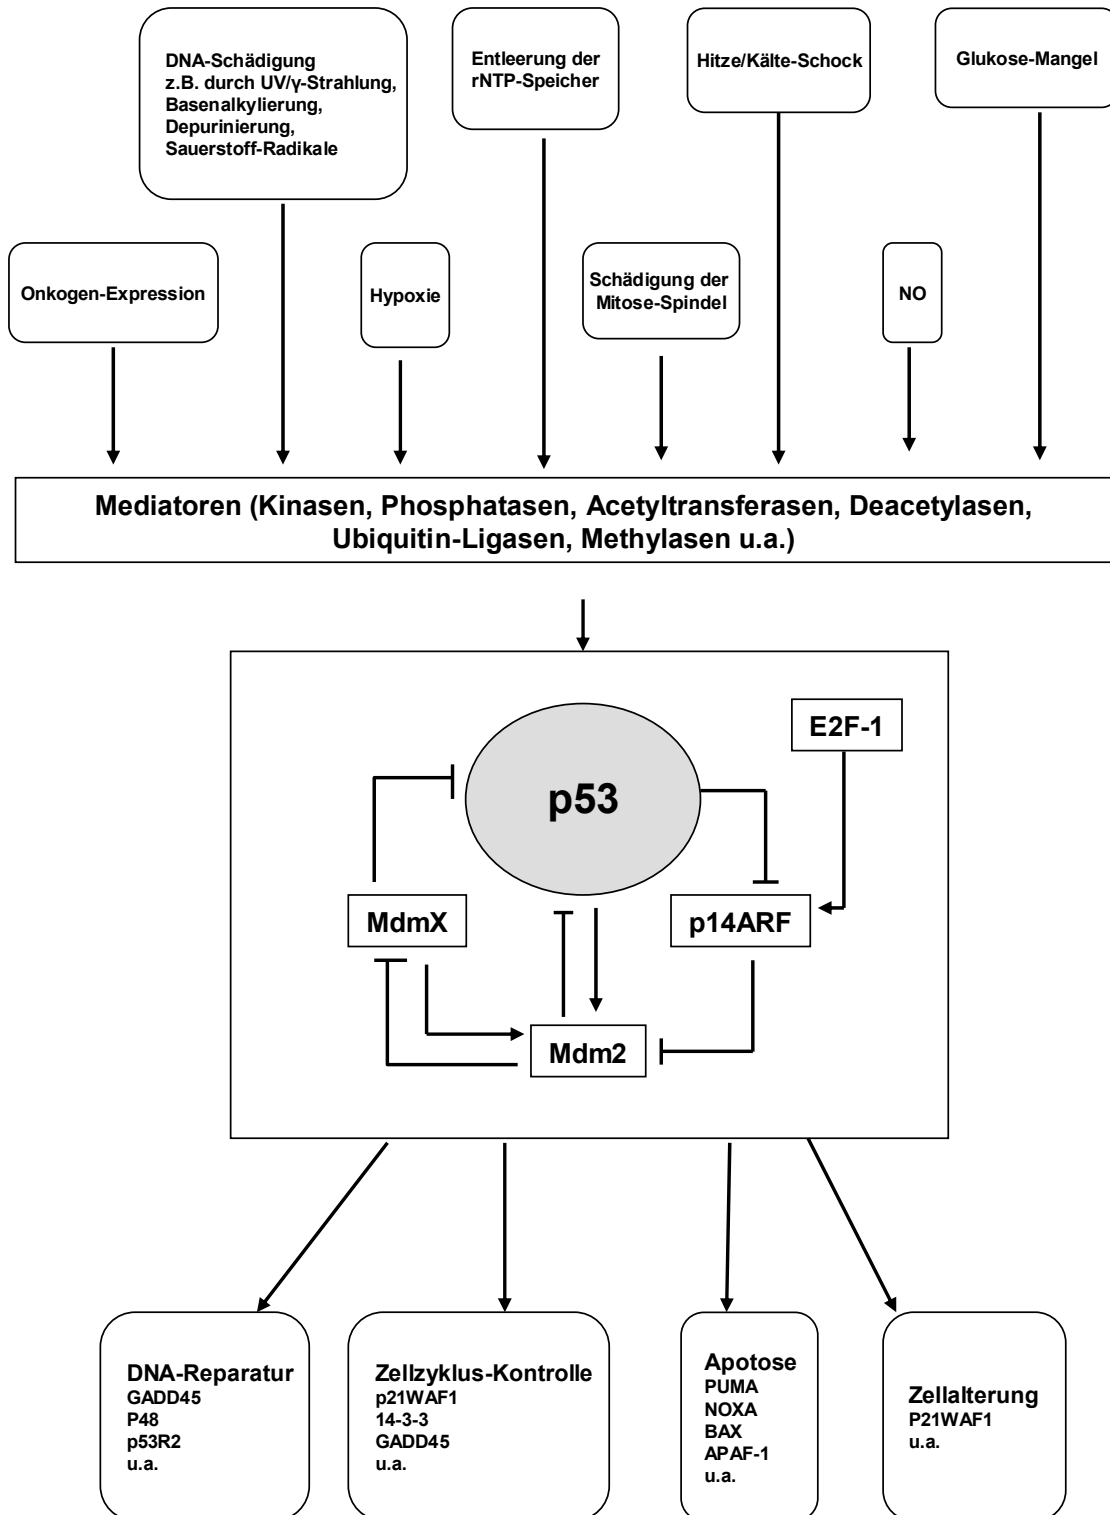 DNA-Schädigung
z.B. durch UV/γ-Strahlung,
Basenalkylierung,
Depurinierung,
Sauerstoff-Radikale
Entleerung der
rNTP-Speicher
Hitze/Kälte-Schock
Glukose-Mangel
Onkogen-Expression
Hypoxie
Schädigung der
Mitose-Spindel
NO
Mediatoren (Kinasen, Phosphatasen, Acetyltransferasen, Deacetylasen,
Ubiquitin-Ligasen, Methylasen u.a.)
E2F-1
p53
MdmX
p14ARF
Mdm2
DNA-Reparatur
GADD45
P48
p53R2
u.a.
Zellzyklus-Kontrolle
p21WAF1
14-3-3
GADD45
u.a.
Apotose
PUMA
NOXA
BAX
APAF-1
u.a.
Zellalterung
P21WAF1
u.a.